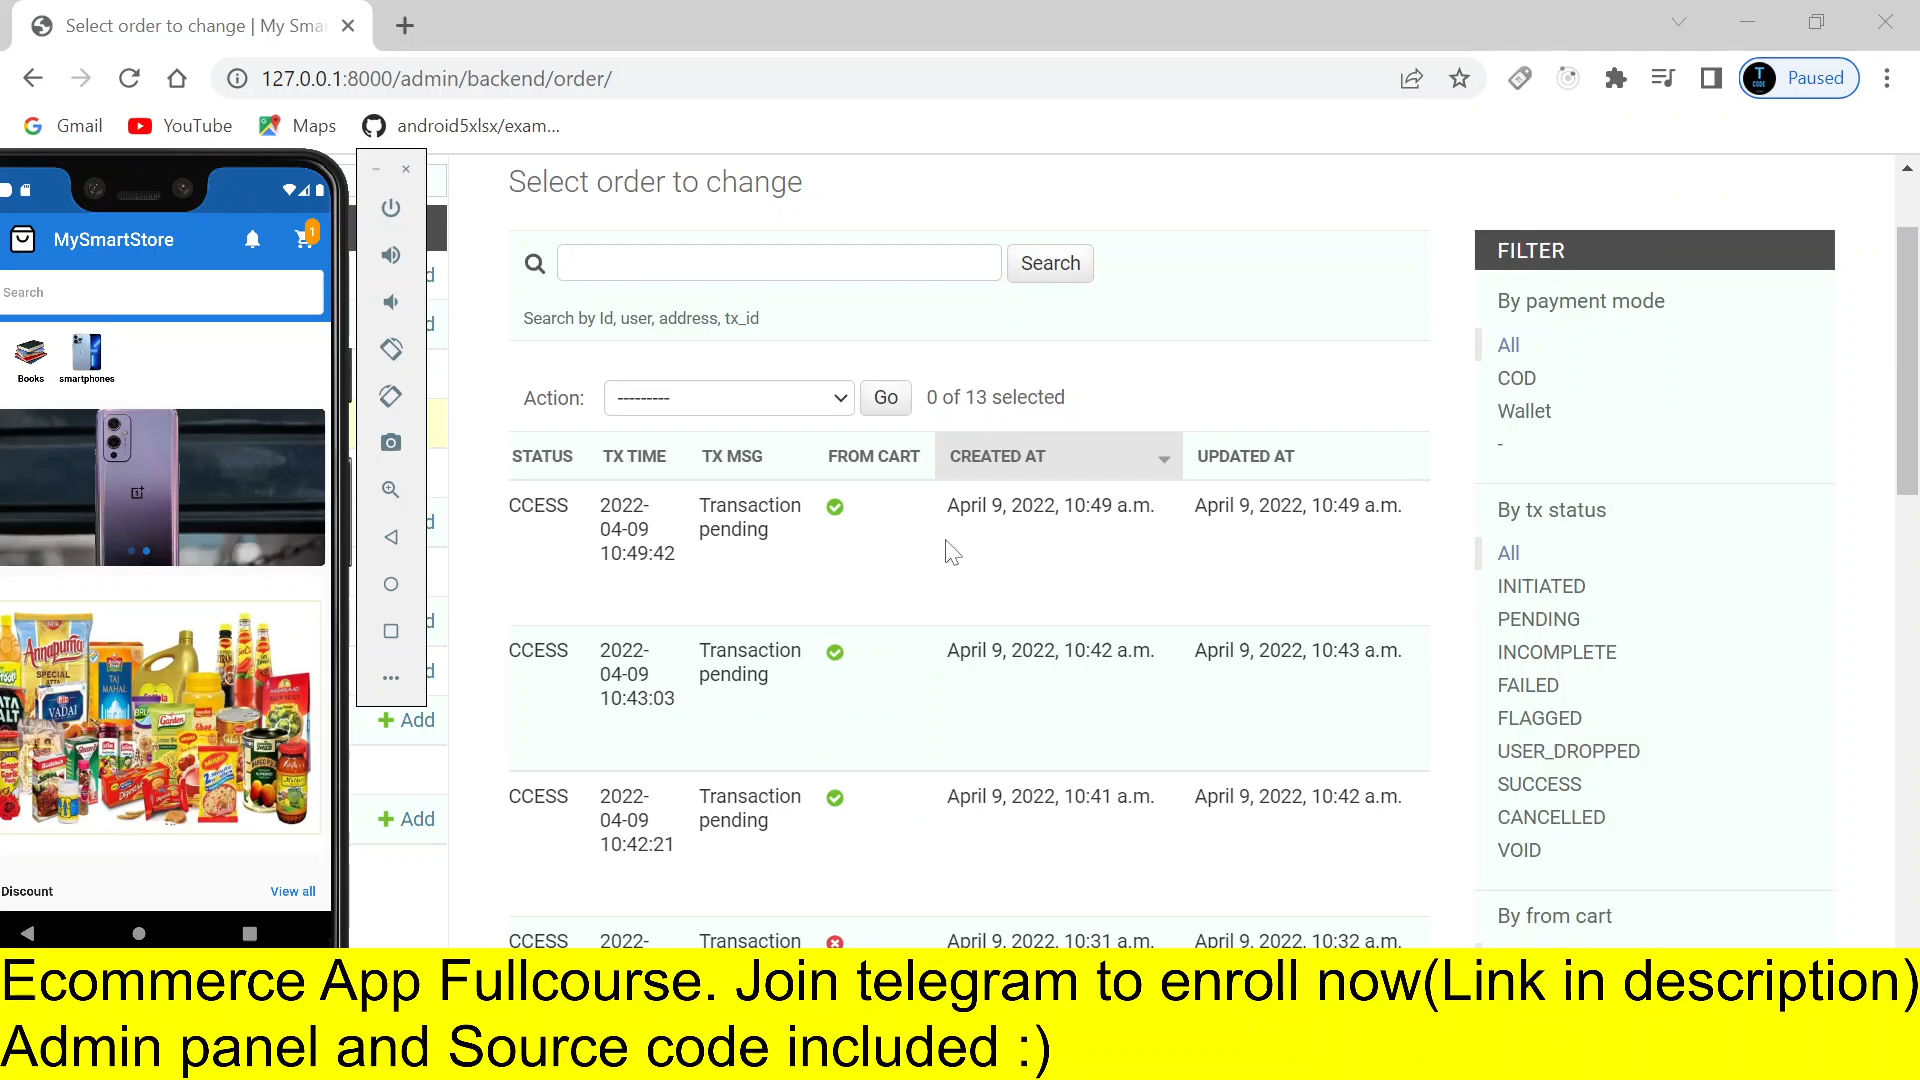 Select order to change | My Sma
127.0.0.1:8000/admin/backend/order/
T CODE
Paused
Gmail
YouTube
Maps
android5xlsx/exam...
MySmartStore
1
Search
Books
smartphones
Discount
View all
d
d
d
d
d
Add
Add
Select order to change
Search
Search by Id, user, address, tx_id
Action:
---------
Go
0 of 13 selected
STATUS TX TIME TX MSG FROM CART CREATED AT UPDATED AT
CCESS 2022- Transaction April 9, 2022, 10:49 a.m. April 9, 2022, 10:49 a.m.
04-09 pending
10:49:42
CCESS 2022- Transaction April 9, 2022, 10:42 a.m. April 9, 2022, 10:43 a.m.
04-09 pending
10:43:03
CCESS 2022- Transaction April 9, 2022, 10:41 a.m. April 9, 2022, 10:42 a.m.
04-09 pending
10:42:21
CCESS 2022- Transaction April 9, 2022, 10:31 a.m. April 9, 2022, 10:32 a.m.
FILTER
By payment mode
All
COD
Wallet
-
By tx status
All
INITIATED
PENDING
INCOMPLETE
FAILED
FLAGGED
USER_DROPPED
SUCCESS
CANCELLED
VOID
By from cart
Ecommerce App Fullcourse. Join telegram to enroll now(Link in description)
Admin panel and Source code included :)